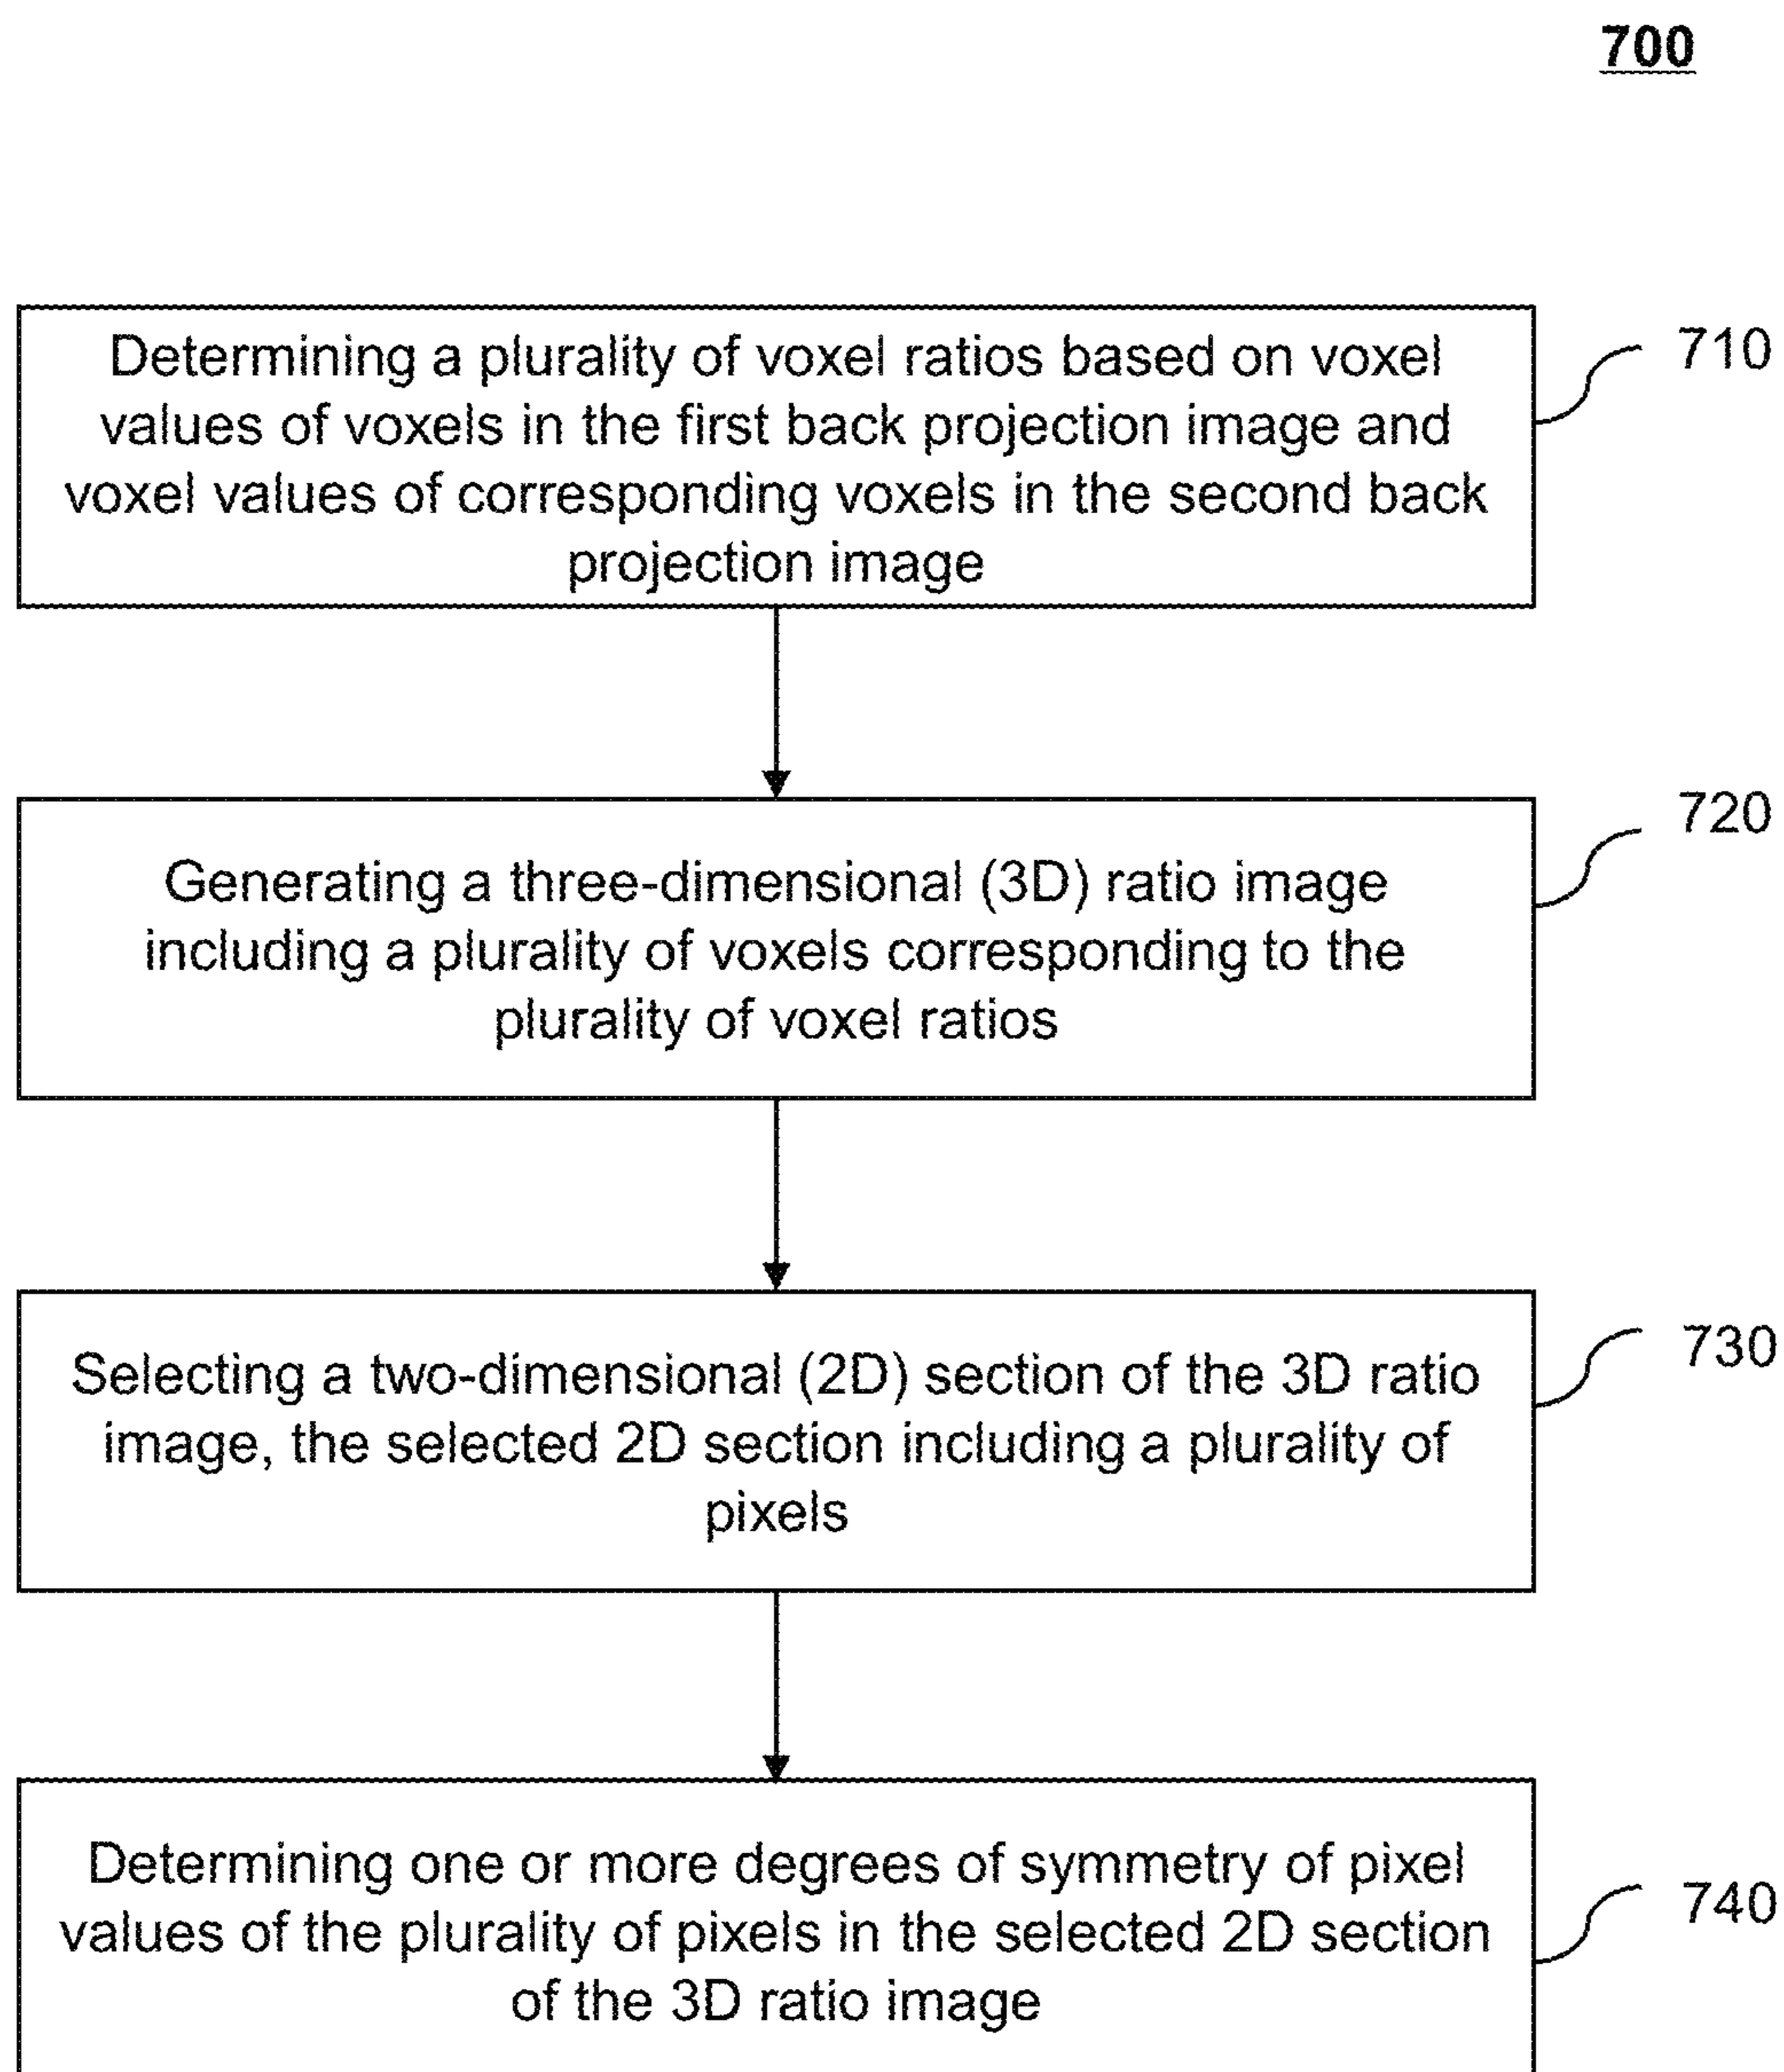 700
Determining a plurality of voxel ratios based on voxel
values of voxels in the first back projection image and
voxel values of corresponding voxels in the second back
projection image
710
Generating a three-dimensional (3D) ratio image
including a plurality of voxels corresponding to the
plurality of voxel ratios
720
Selecting a two-dimensional (2D) section of the 3D ratio
image, the selected 2D section including a plurality of
pixels
730
Determining one or more degrees of symmetry of pixel
values of the plurality of pixels in the selected 2D section
of the 3D ratio image
740